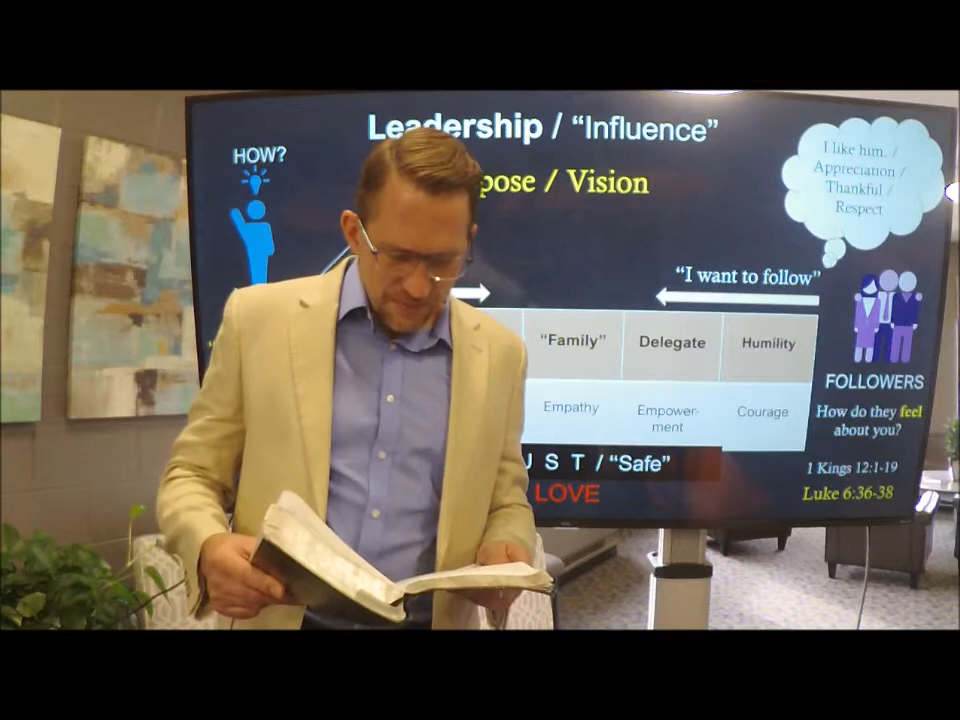 Leadership / “Influence”
HOW?
pose / Vision
I like him. /
Appreciation /
Thankful /
Respect
“I want to follow”
“Family”
Delegate
Humility
Empathy
Empower-
ment
Courage
FOLLOWERS
How do they feel
about you?
U S T / “Safe”
LOVE
1 Kings 12:1-19
Luke 6:36-38